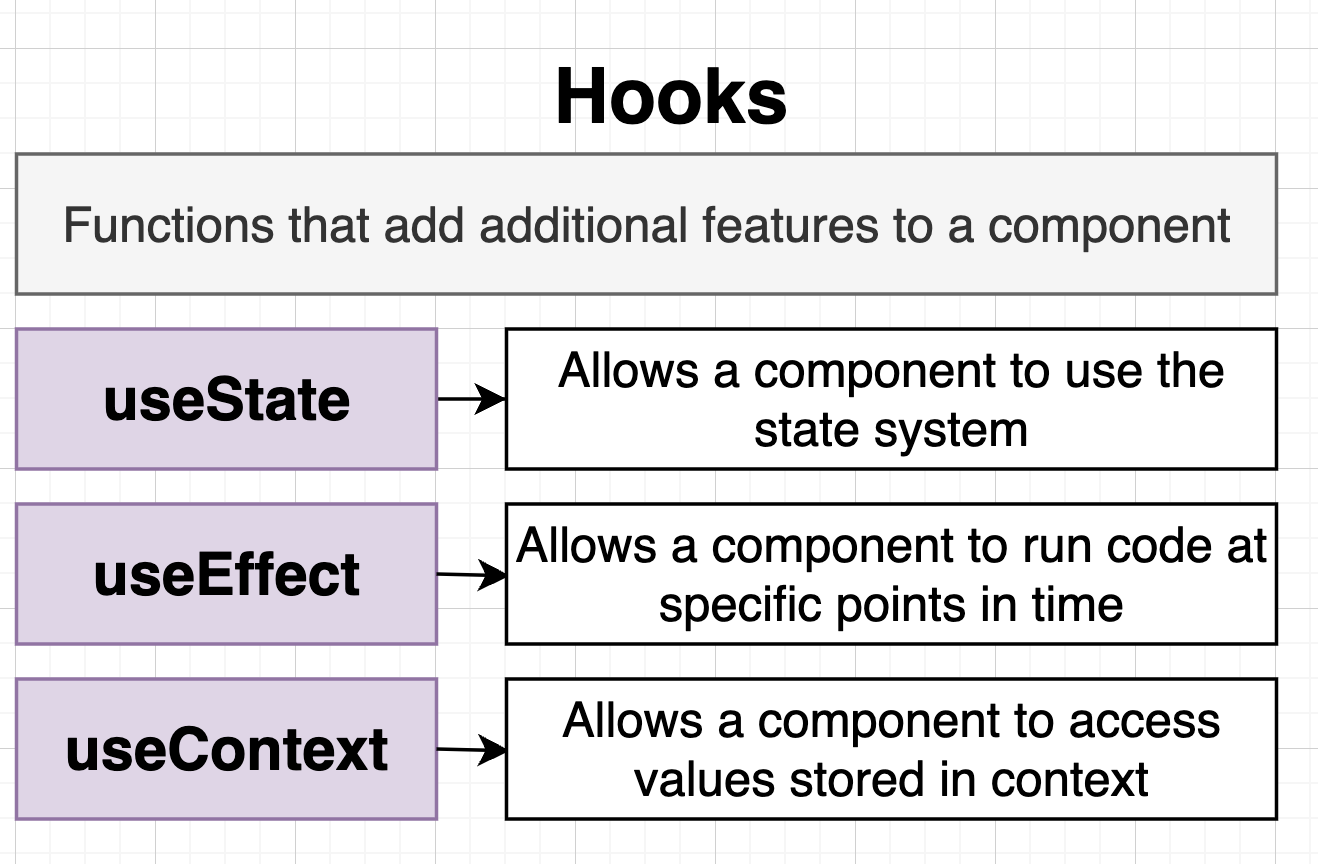 Hooks
Functions that add additional features to a component
useState
Allows a component to use the
state system
useEffect
Allows a component to run code at
specific points in time
useContext
Allows a component to access
values stored in context